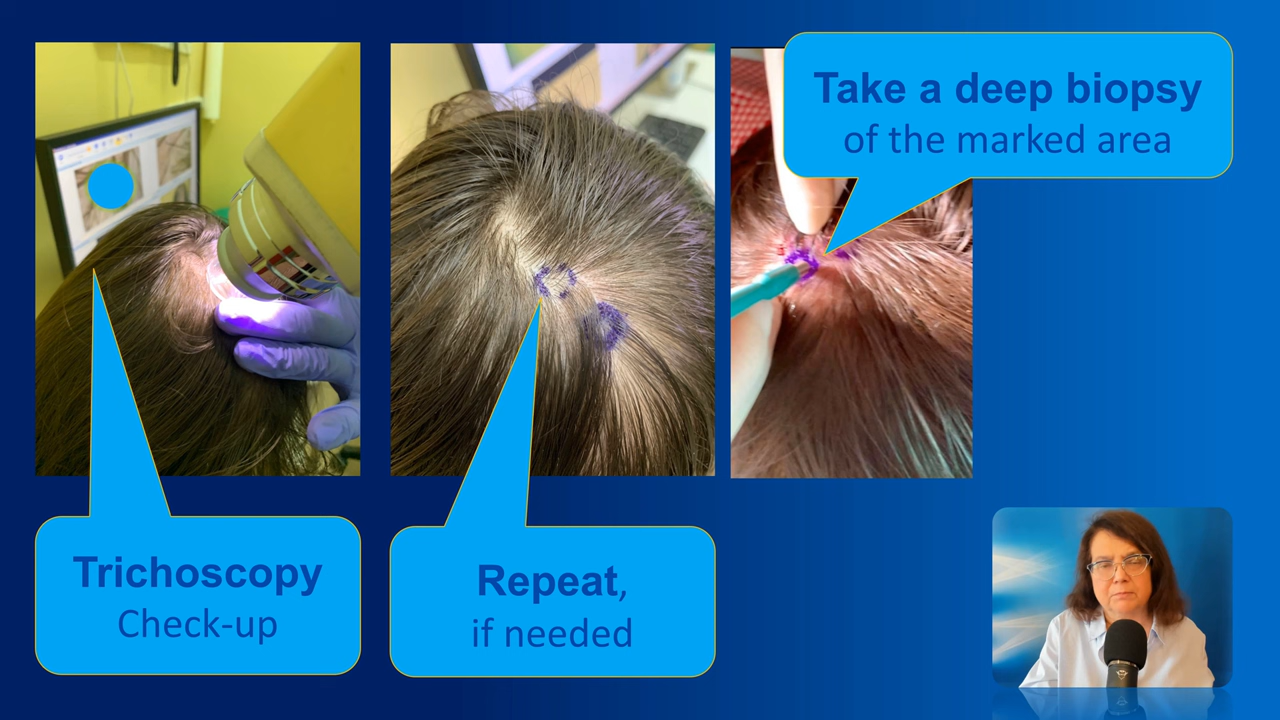 Take a deep biopsy
of the marked area
Trichoscopy
Check-up
Repeat,
if needed